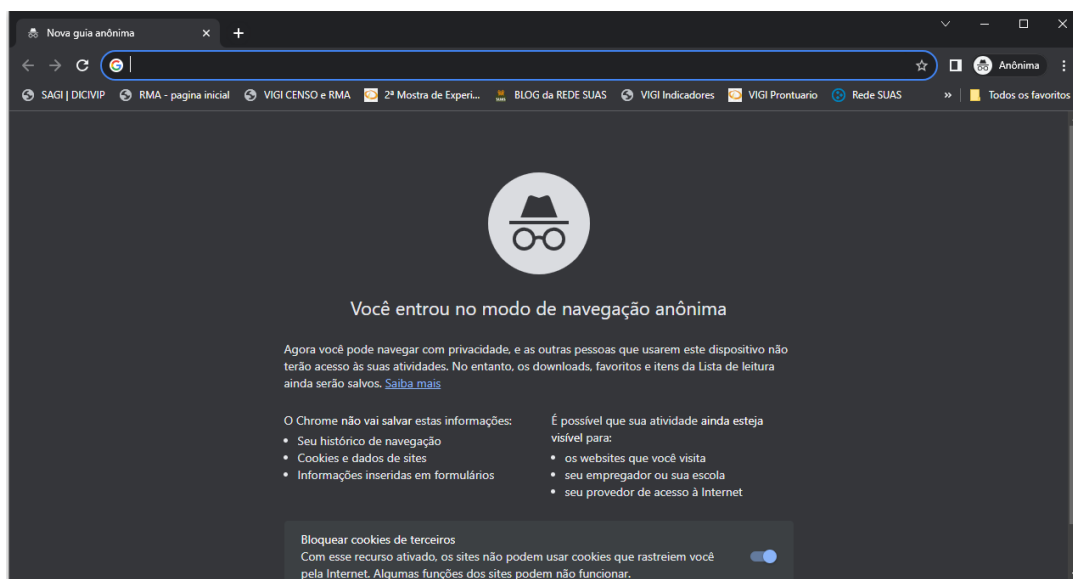 Nova guia anônima
Anônima
SAGI | DICIVIP RMA - pagina inicial VIGI CENSO e RMA 2ª Mostra de Experi... BLOG da REDE SUAS VIGI Indicadores VIGI Prontuario Rede SUAS » Todos os favoritos
Você entrou no modo de navegação anônima
Agora você pode navegar com privacidade, e as outras pessoas que usarem este dispositivo não
terão acesso às suas atividades. No entanto, os downloads, favoritos e itens da Lista de leitura
ainda serão salvos. Saiba mais
O Chrome não vai salvar estas informações:
• Seu histórico de navegação
• Cookies e dados de sites
• Informações inseridas em formulários
É possível que sua atividade ainda esteja
visível para:
• os websites que você visita
• seu empregador ou sua escola
• seu provedor de acesso à Internet
Bloquear cookies de terceiros
Com esse recurso ativado, os sites não podem usar cookies que rastreiem você
pela Internet. Algumas funções dos sites podem não funcionar.